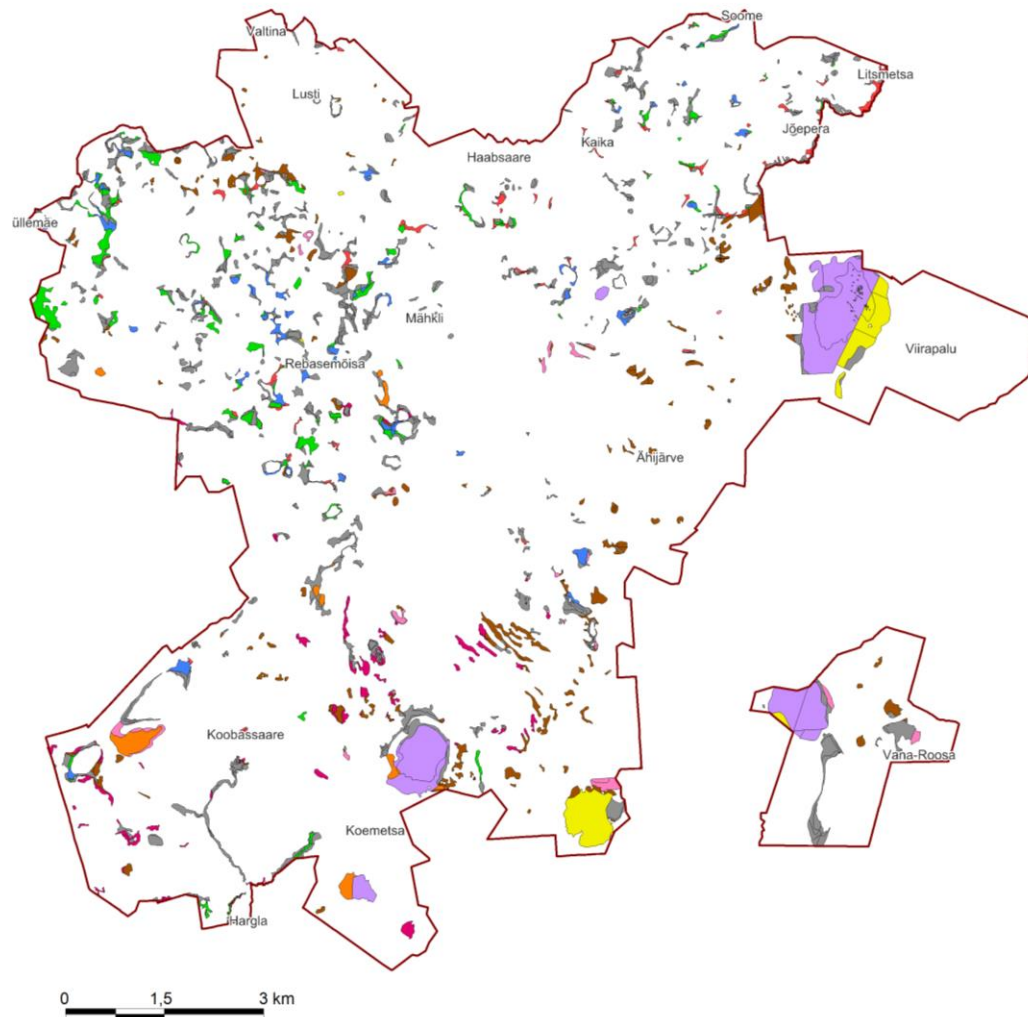 Soome
Valtina
Litsmetsa
Lusti
Jõepera
Kaika
Haabsaare
üllemäe
Mähkli
Viirapalu
Rebasemõisa
Ähijärve
Koobassaare
Vana-Roosa
Koemetsa
Hargla
0 1,5 3 km